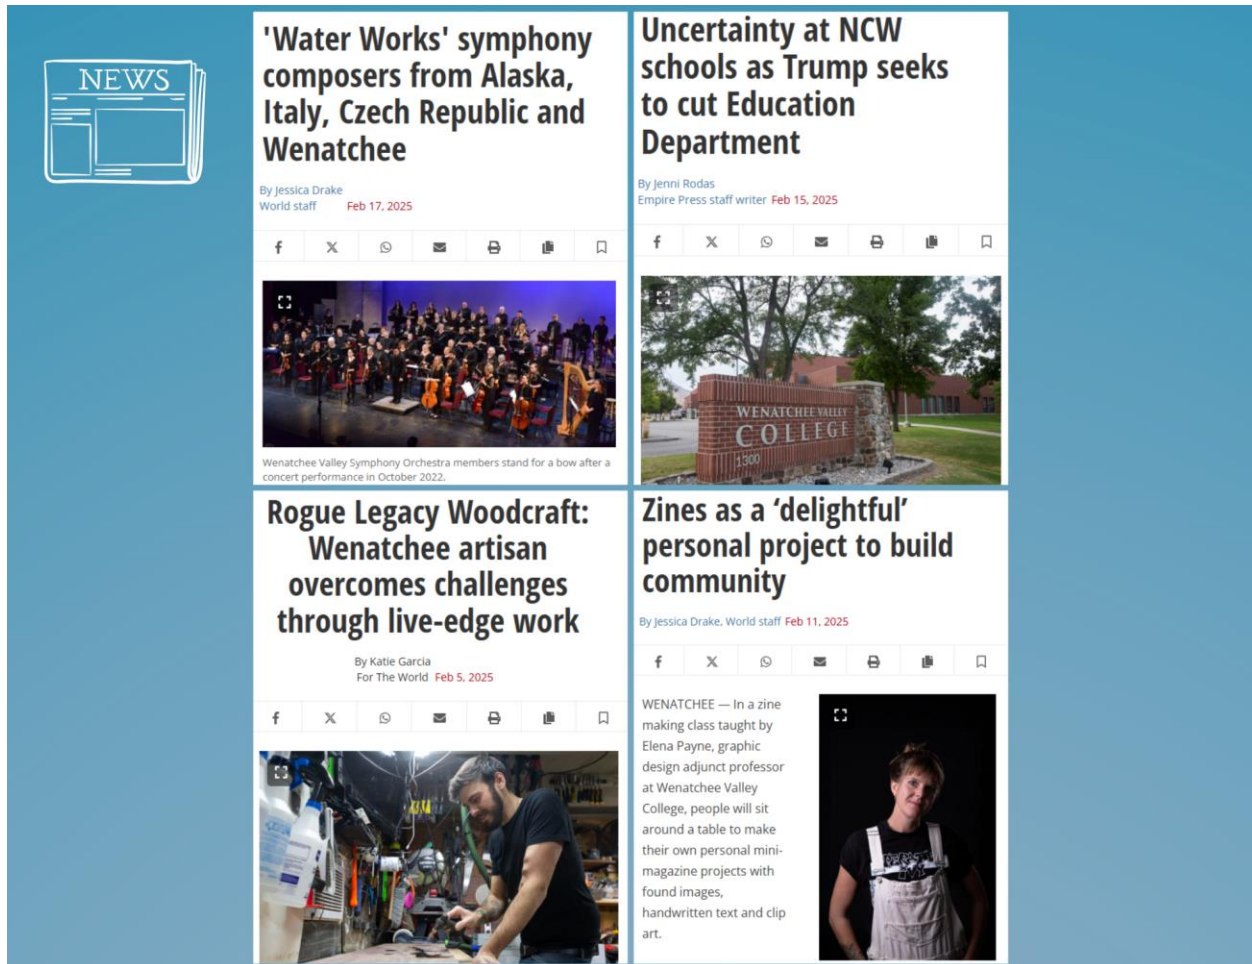 NEWS
'Water Works' symphony
composers from Alaska,
Italy, Czech Republic and
Wenatchee
By Jessica Drake
World staff Feb 17, 2025
Wenatchee Valley Symphony Orchestra members stand for a bow after a
concert performance in October 2022.
Uncertainty at NCW
schools as Trump seeks
to cut Education
Department
By Jenni Rodas
Empire Press staff writer Feb 15, 2025
WENATCHEE VALLEY
COLLEGE
1300
Rogue Legacy Woodcraft:
Wenatchee artisan
overcomes challenges
through live-edge work
By Katie Garcia
For The World Feb 5, 2025
Zines as a ‘delightful’
personal project to build
community
By Jessica Drake, World staff Feb 11, 2025
WENATCHEE — In a zine
making class taught by
Elena Payne, graphic
design adjunct professor
at Wenatchee Valley
College, people will sit
around a table to make
their own personal mini-
magazine projects with
found images,
handwritten text and clip
art.